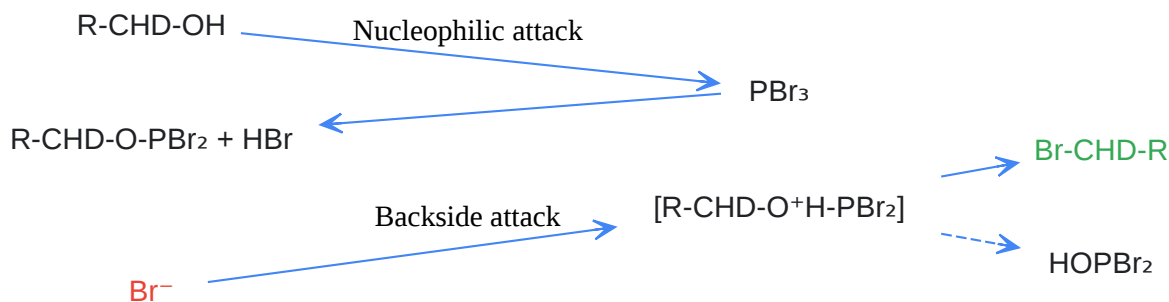 R-CHD-OH
Nucleophilic attack
PBr₃
R-CHD-O-PBr₂ + HBr
Br-CHD-R
[R-CHD-O⁺H-PBr₂]
Backside attack
HOPBr₂
Br⁻